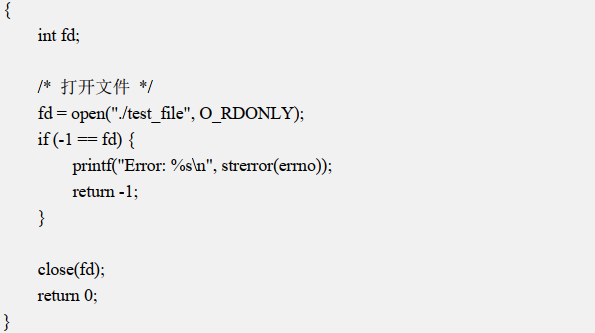 {
int fd;
/* 打开文件 */
fd = open("./test_file", O_RDONLY);
if (-1 == fd) {
printf("Error: %s\n", strerror(errno));
return -1;
}
close(fd);
return 0;
}